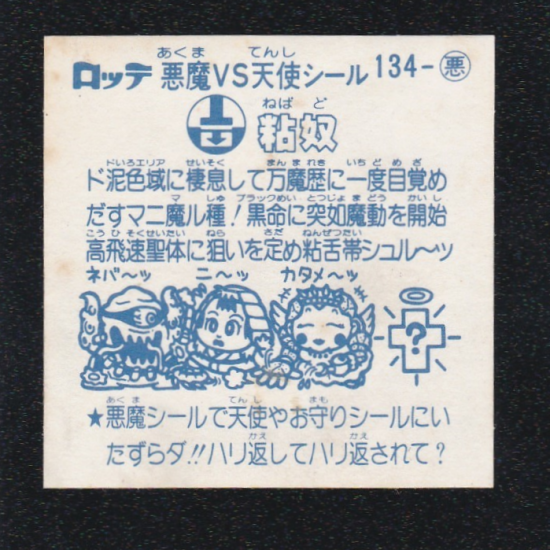 あくま てんし
ロッテ 悪魔VS天使シール 134-悪
ねばど
粘奴
どいろエリア せいそく まんまれき いちどめざ
ド泥色域に棲息して万魔歴に一度目覚め
マ しゅ ブラックめい とつじょまどう かいし
だすマニ魔ル種!黒命に突如魔動を開始
こうひそくせいたい ねら さだ ねんぜつたい
高飛速聖体に狙いを定め粘舌帯シュル〜ッ
ネバ〜ッ ニ〜ッ カタメ〜ッ
?
あくま てんし まも
★悪魔シールで天使やお守りシールにい
かえ かえ
たずらダ!!ハリ返してハリ返されて?